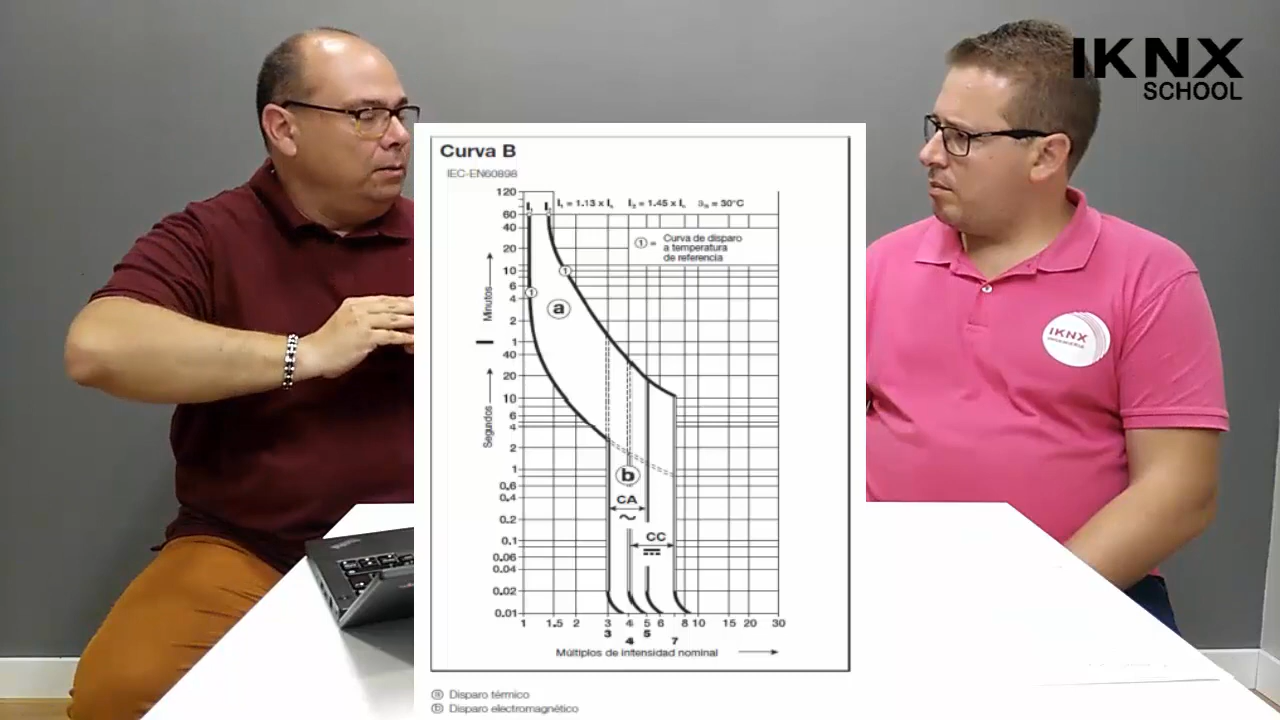 IKNX
SCHOOL
Curva B
IEC-EN60898
I₁ = 1.13 x Iₙ I₂ = 1.45 x Iₙ ≈ 30°C
① = Curva de disparo
a temperatura
de referencia
120
60
40
20
10
6
4
2
1
40
20
10
6
4
2
1
0,6
0.4
0.2
0.1
0.06
0.04
0.02
0.01
Minutos
Segundos
I₁
I₂
1
1
a
b
CA
CC
1 1.5 2 3 4 5 6 8 10 15 20 30
3 4 5 7
Múltiplos de intensidad nominal
ⓐ Disparo térmico
ⓑ Disparo electromagnético
IKNX